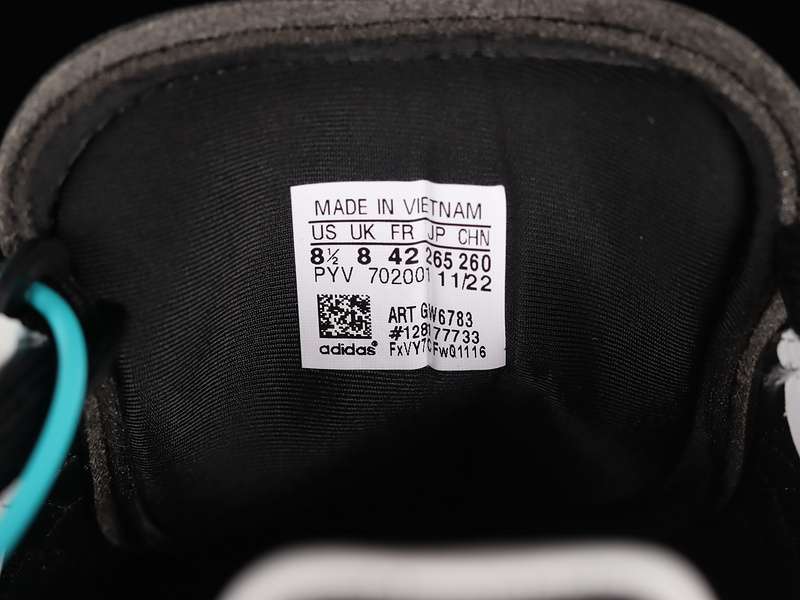 MADE IN VIETNAM
US UK FR JP CHN
8½ 8 42 265 260
PYV 702001 11/22
ART GW6783
#128177733
adidas® FxVY7CFw01116